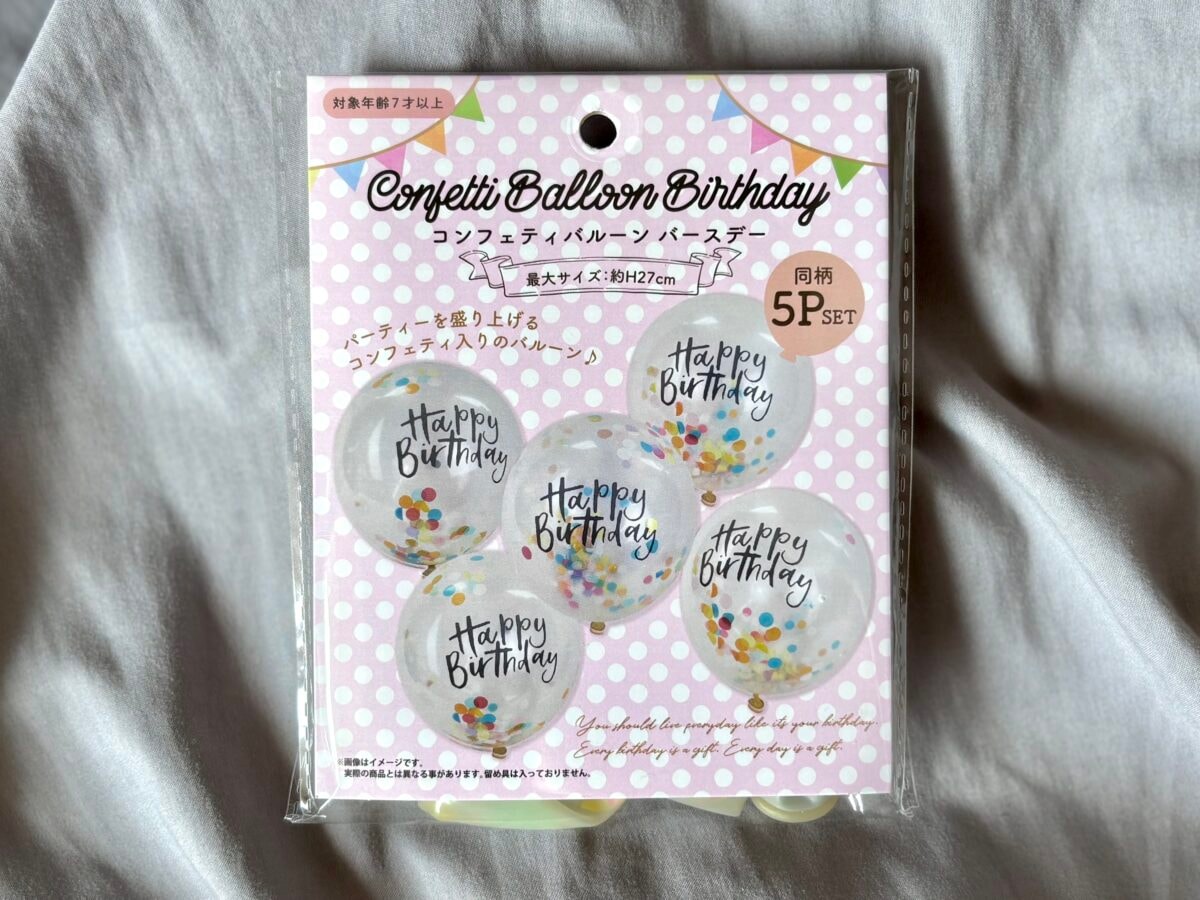 対象年齢7才以上
Confetti Balloon Birthday
コンフェティバルーン バースデー
最大サイズ:約H27cm
同柄
5PSET
パーティーを盛り上げる
コンフェティ入りのバルーン♪
Happy
Birthday
Happy
Birthday
Happy
Birthday
Happy
Birthday
Happy
Birthday
You should live everyday like its your birthday.
Every birthday is a gift. Every day is a gift.
※画像はイメージです。
実際の商品とは異なる事があります。留め具は入っておりません。